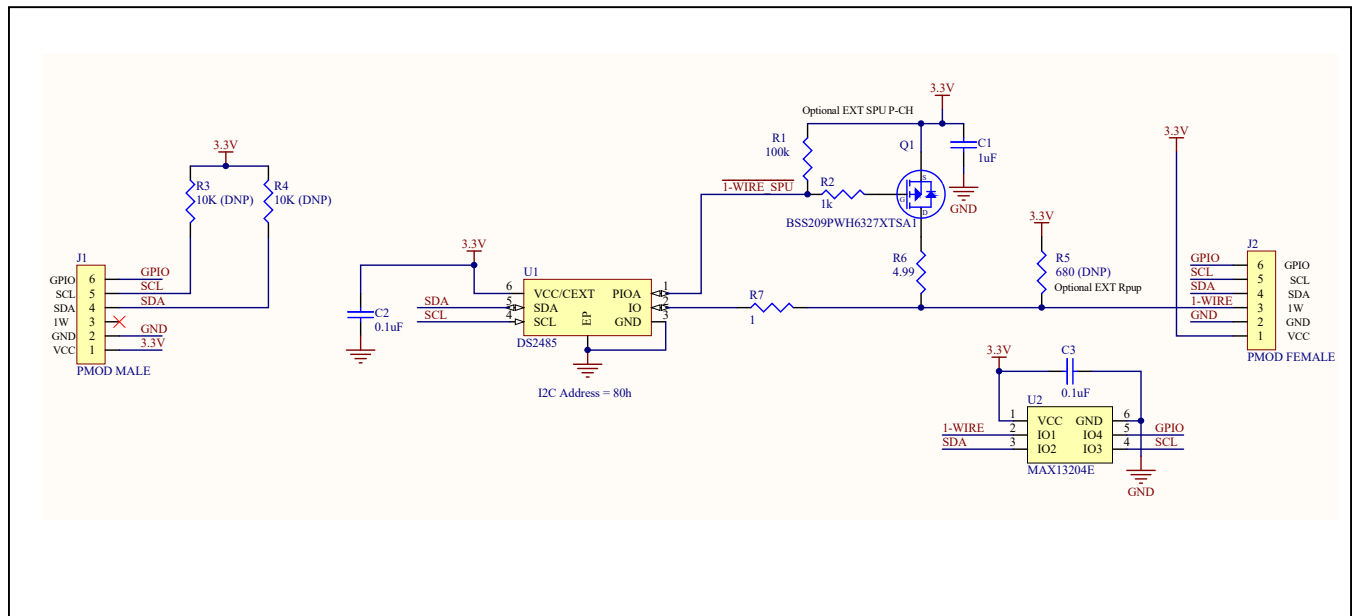 3.3V
Optional EXT SPU P-CH
3.3V
R1
100k
Q1
C1
1uF
3.3V
R3
10K (DNP)
R4
10K (DNP)
1-WIRE_SPU
R2
1k
S
G
D
GND
BSS209PWH6327XTSA1
3.3V
3.3V
J1
GPIO 6 GPIO
SCL 5 SCL
SDA 4 SDA
1W 3
GND 2 GND
VCC 1 3.3V
PMOD MALE
C2
0.1uF
U1
6 VCC/CEXT PIOA 1
SDA 5 SDA IO 2
SCL 4 SCL GND 3
EP
DS2485
I2C Address = 80h
R7
1
R6
4.99
R5
680 (DNP)
Optional EXT Rpup
J2
GPIO 6 GPIO
SCL 5 SCL
SDA 4 SDA
1-WIRE 3 1W
GND 2 GND
1 VCC
PMOD FEMALE
3.3V
C3
0.1uF
U2
1 VCC GND 6
1-WIRE 2 IO1 IO4 5 GPIO
SDA 3 IO2 IO3 4 SCL
MAX13204E
GND